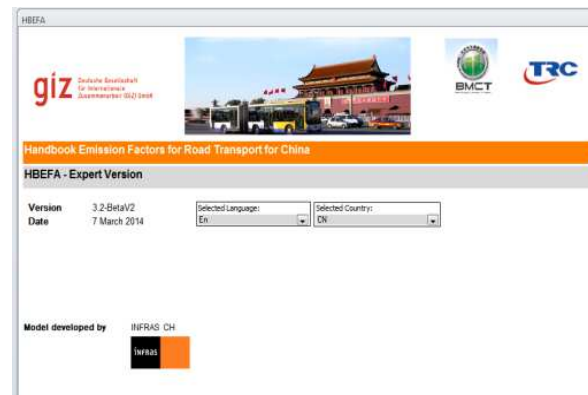 HBEFA
giz
Deutsche Gesellschaft
für Internationale
Zusammenarbeit (GIZ) GmbH
BMCT
TRC
Handbook Emission Factors for Road Transport for China
HBEFA - Expert Version
Version 3.2-BetaV2
Date 7 March 2014
Selected Language:
En
Selected Country:
CN
Model developed by INFRAS CH
infras